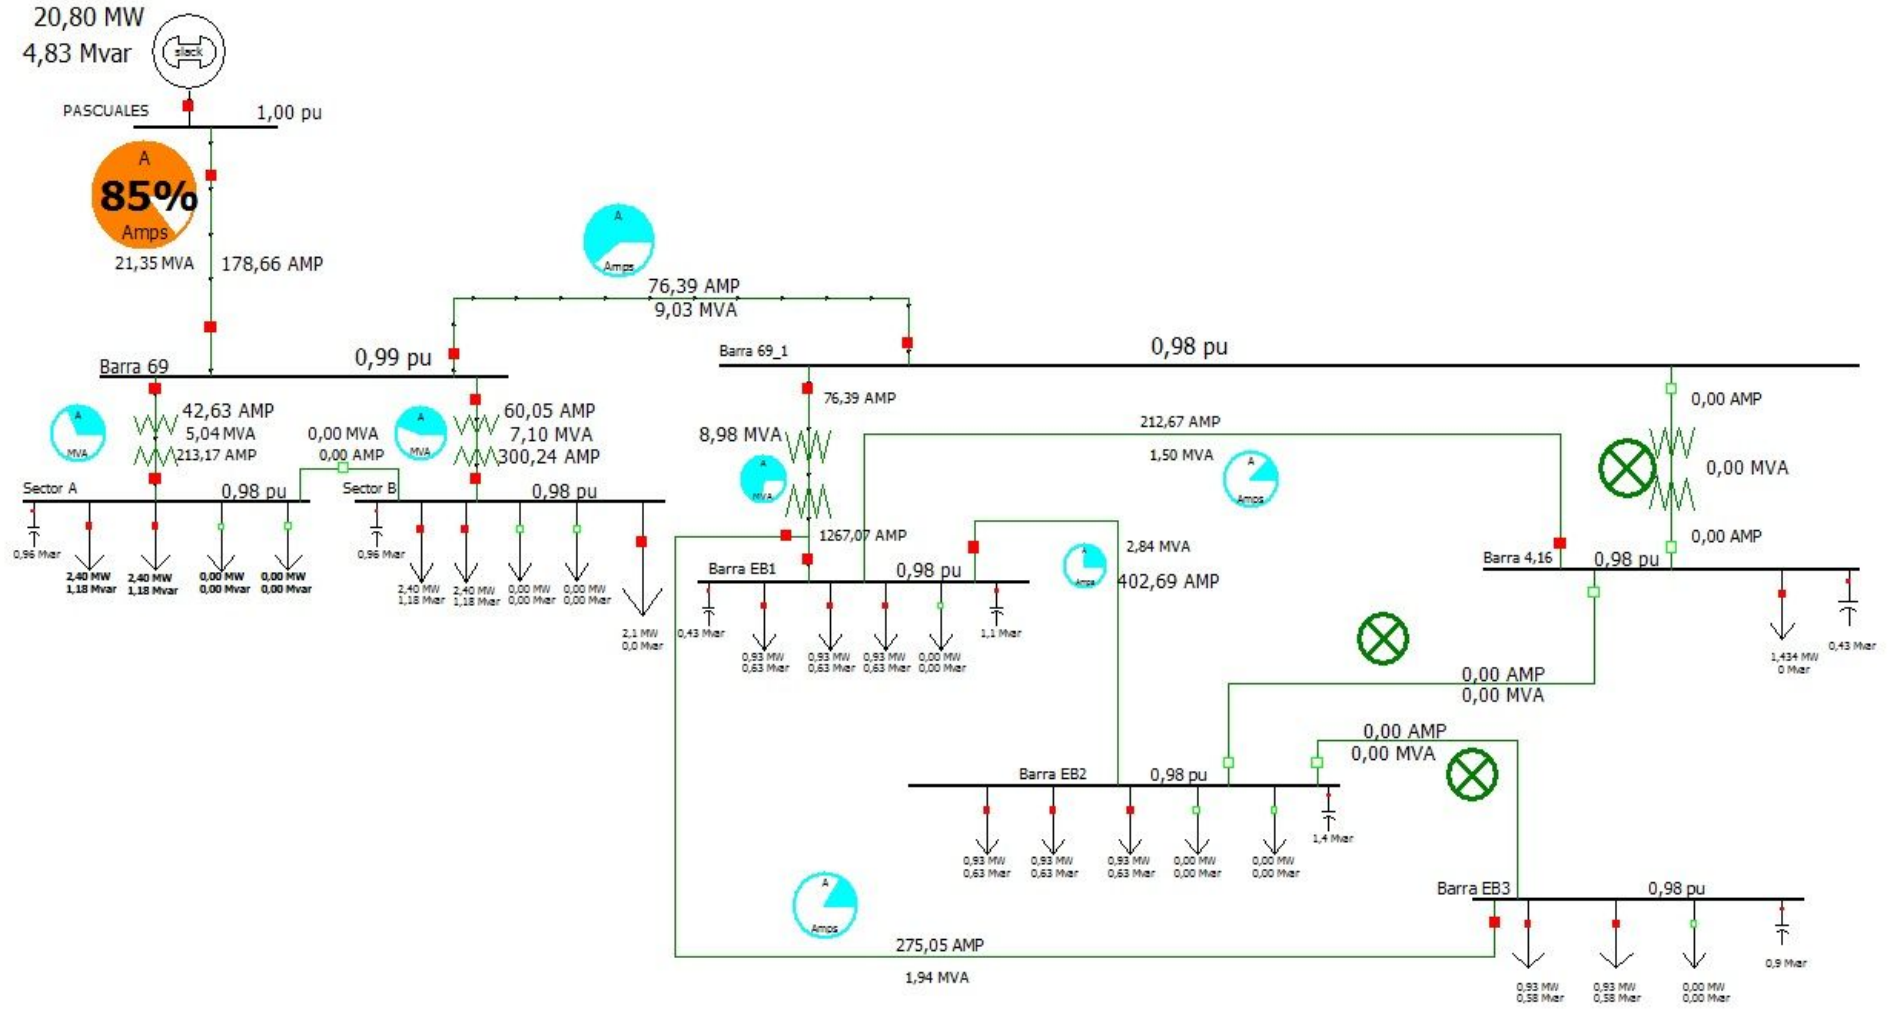 20,80 MW
4,83 Mvar
slack
PASCUALES
1,00 pu
A
85%
Amps
21,35 MVA
178,66 AMP
A
Amps
76,39 AMP
9,03 MVA
Barra 69
0,99 pu
Barra 69_1
0,98 pu
A
MVA
42,63 AMP
5,04 MVA
213,17 AMP
0,00 MVA
0,00 AMP
A
MVA
60,05 AMP
7,10 MVA
300,24 AMP
76,39 AMP
8,98 MVA
A
MVA
1267,07 AMP
212,67 AMP
1,50 MVA
A
Amps
0,00 AMP
0,00 MVA
0,00 AMP
Sector A
0,98 pu
Sector B
0,98 pu
0,96 Mvar
2,40 MW
1,18 Mvar
2,40 MW
1,18 Mvar
0,00 MW
0,00 Mvar
0,00 MW
0,00 Mvar
0,96 Mvar
2,40 MW
1,18 Mvar
2,40 MW
1,18 Mvar
0,00 MW
0,00 Mvar
0,00 MW
0,00 Mvar
2,1 MW
0,0 Mvar
Barra EB1
0,98 pu
A
Amps
2,84 MVA
402,69 AMP
0,43 Mvar
0,93 MW
0,63 Mvar
0,93 MW
0,63 Mvar
0,93 MW
0,63 Mvar
0,00 MW
0,00 Mvar
1,1 Mvar
Barra 4,16
0,98 pu
1,434 MW
0 Mvar
0,43 Mvar
0,00 AMP
0,00 MVA
0,00 AMP
0,00 MVA
Barra EB2
0,98 pu
0,93 MW
0,63 Mvar
0,93 MW
0,63 Mvar
0,93 MW
0,63 Mvar
0,00 MW
0,00 Mvar
0,00 MW
0,00 Mvar
1,4 Mvar
A
Amps
275,05 AMP
1,94 MVA
Barra EB3
0,98 pu
0,93 MW
0,58 Mvar
0,93 MW
0,58 Mvar
0,00 MW
0,00 Mvar
0,9 Mvar